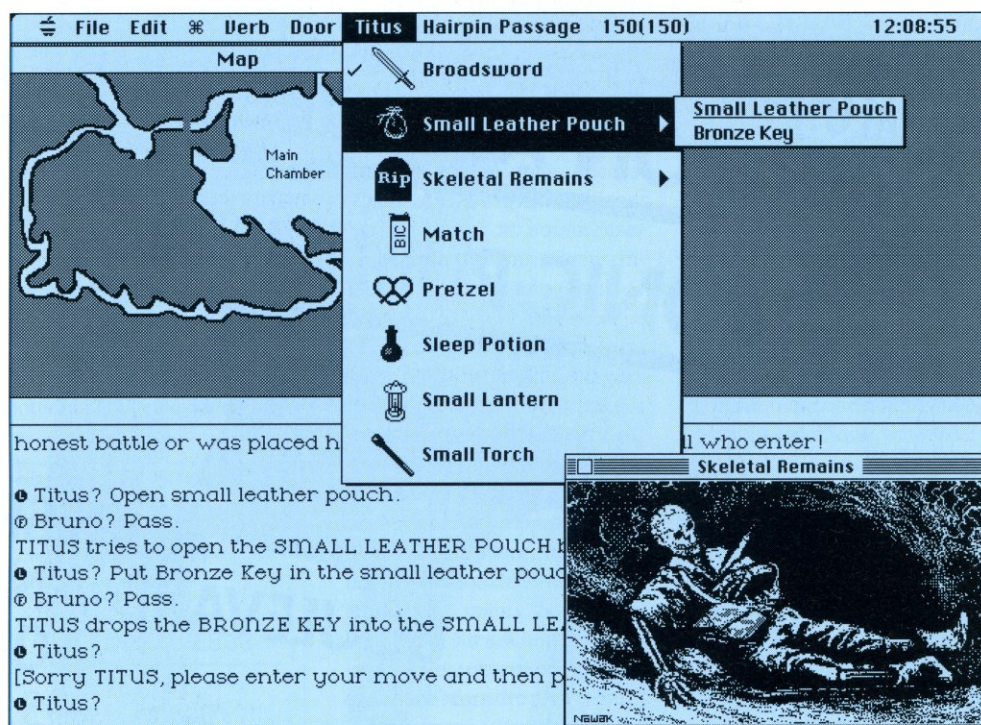 File Edit ⌘ Verb Door Titus Hairpin Passage 150(150) 12:08:55
Map
Main
Chamber
✓ Broadsword
Small Leather Pouch ▶
Small Leather Pouch
Bronze Key
Rip Skeletal Remains ▶
BIC Match
Pretzel
Sleep Potion
Small Lantern
Small Torch
honest battle or was placed h ll who enter!
Titus? Open small leather pouch.
Bruno? Pass.
TITUS tries to open the SMALL LEATHER POUCH
Titus? Put Bronze Key in the small leather pouc
Bruno? Pass.
TITUS drops the BRONZE KEY into the SMALL LEA
Titus?
[Sorry TITUS, please enter your move and then p
Titus?
Skeletal Remains
Nawak